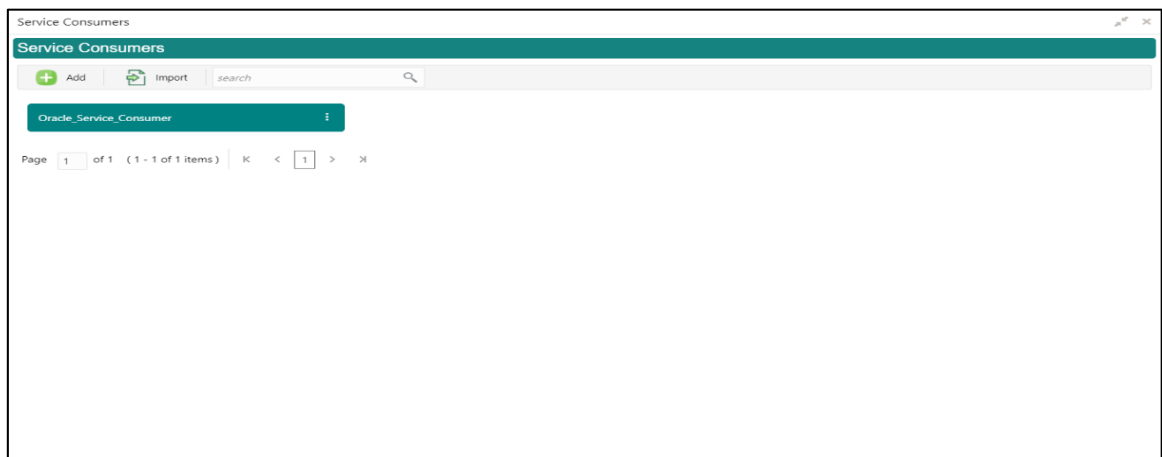 Service Consumers
Service Consumers
Add Import search
Oracle_Service_Consumer
Page 1 of 1 ( 1 - 1 of 1 items ) K < 1 > >|